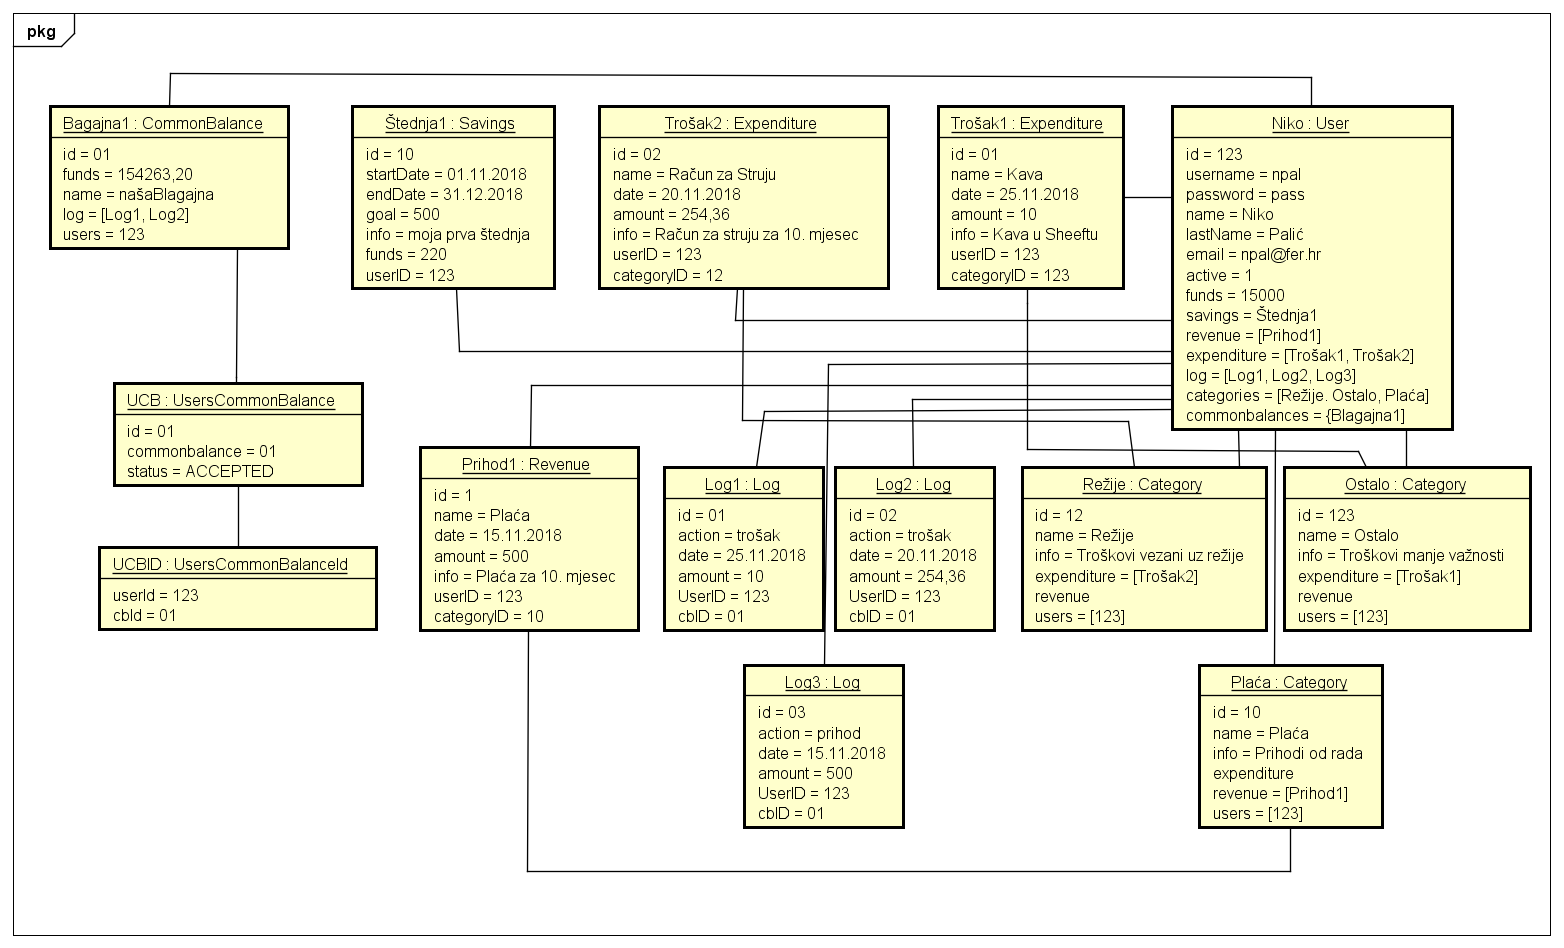 pkg
Bagajna1 : CommonBalance
id = 01
funds = 154263,20
name = našaBlagajna
log = [Log1, Log2]
users = 123
Štednja1 : Savings
id = 10
startDate = 01.11.2018
endDate = 31.12.2018
goal = 500
info = moja prva štednja
funds = 220
userID = 123
Trošak2 : Expenditure
id = 02
name = Račun za Struju
date = 20.11.2018
amount = 254,36
info = Račun za struju za 10. mjesec
userID = 123
categoryID = 12
Trošak1 : Expenditure
id = 01
name = Kava
date = 25.11.2018
amount = 10
info = Kava u Sheeftu
userID = 123
categoryID = 123
Niko : User
id = 123
username = npal
password = pass
name = Niko
lastName = Palić
email = npal@fer.hr
active = 1
funds = 15000
savings = Štednja1
revenue = [Prihod1]
expenditure = [Trošak1, Trošak2]
log = [Log1, Log2, Log3]
categories = [Režije. Ostalo, Plaća]
commonbalances = {Blagajna1]
UCB : UsersCommonBalance
id = 01
commonbalance = 01
status = ACCEPTED
UCBID : UsersCommonBalanceId
userId = 123
cbId = 01
Prihod1 : Revenue
id = 1
name = Plaća
date = 15.11.2018
amount = 500
info = Plaća za 10. mjesec
userID = 123
categoryID = 10
Log1 : Log
id = 01
action = trošak
date = 25.11.2018
amount = 10
UserID = 123
cbID = 01
Log2 : Log
id = 02
action = trošak
date = 20.11.2018
amount = 254,36
UserID = 123
cbID = 01
Režije : Category
id = 12
name = Režije
info = Troškovi vezani uz režije
expenditure = [Trošak2]
revenue
users = [123]
Ostalo : Category
id = 123
name = Ostalo
info = Troškovi manje važnosti
expenditure = [Trošak1]
revenue
users = [123]
Log3 : Log
id = 03
action = prihod
date = 15.11.2018
amount = 500
UserID = 123
cbID = 01
Plaća : Category
id = 10
name = Plaća
info = Prihodi od rada
expenditure
revenue = [Prihod1]
users = [123]